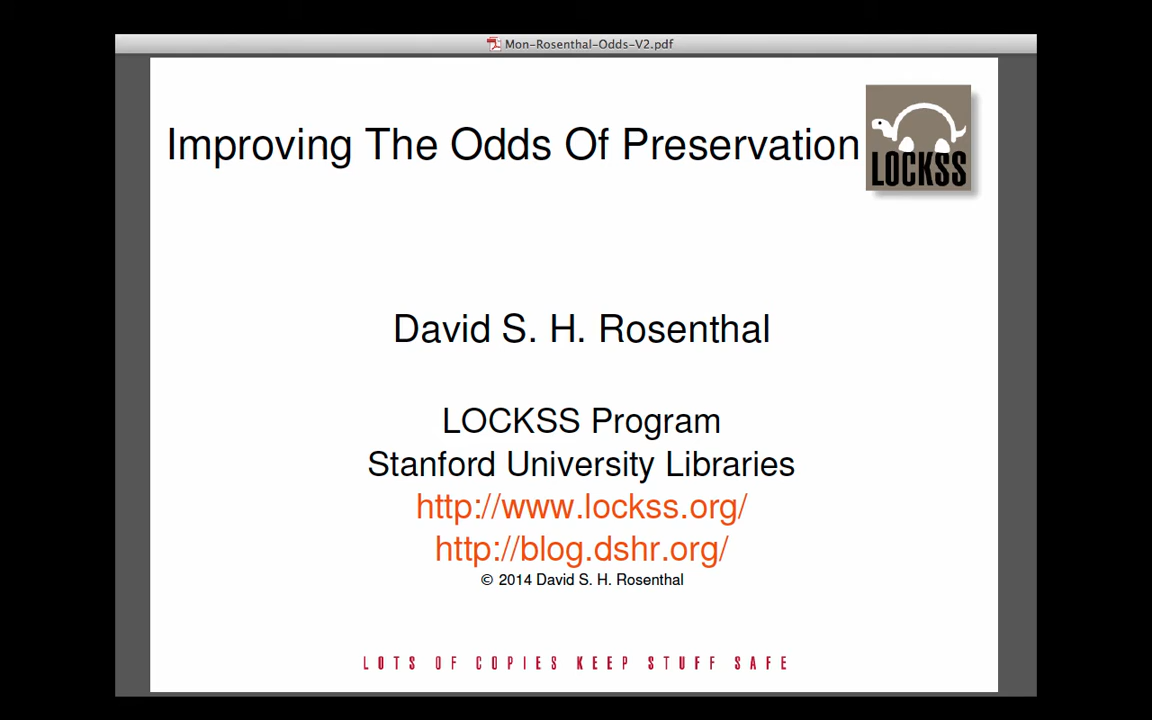 Mon-Rosenthal-Odds-V2.pdf
Improving The Odds Of Preservation
LOCKSS
David S. H. Rosenthal
LOCKSS Program
Stanford University Libraries
http://www.lockss.org/
http://blog.dshr.org/
© 2014 David S. H. Rosenthal
LOTS OF COPIES KEEP STUFF SAFE